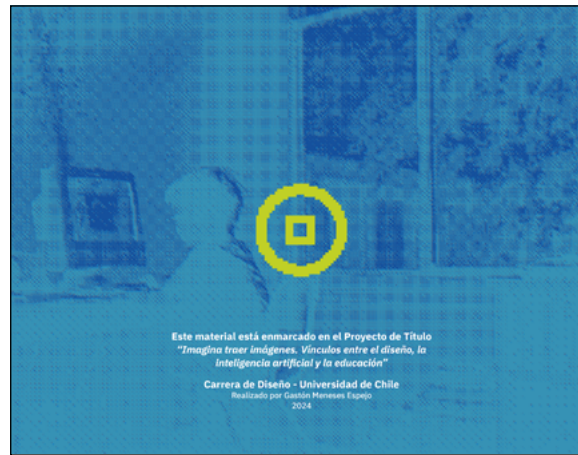 Este material está enmarcado en el Proyecto de Título
“Imagina traer imágenes. Vínculos entre el diseño, la
inteligencia artificial y la educación”
Carrera de Diseño - Universidad de Chile
Realizado por Gastón Meneses Espejo
2024